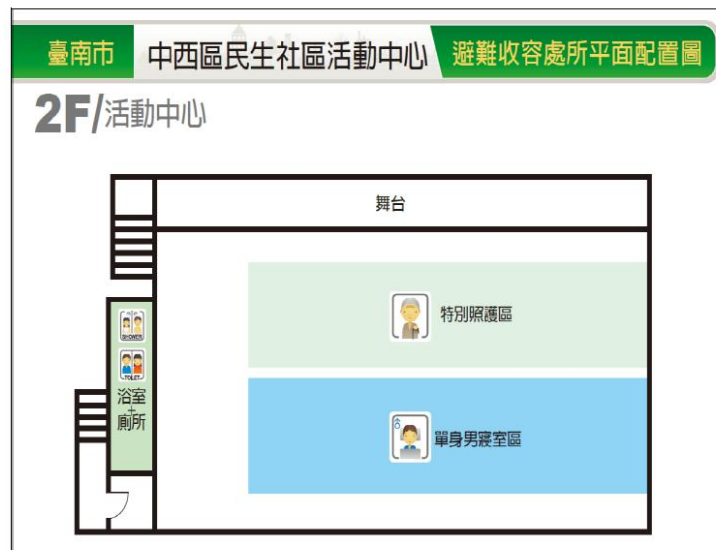 臺南市 中西區民生社區活動中心 避難收容處所平面配置圖
2F/活動中心
舞台
特別照護區
SHOWER
TOILET
浴室
+
廁所
單身男寢室區